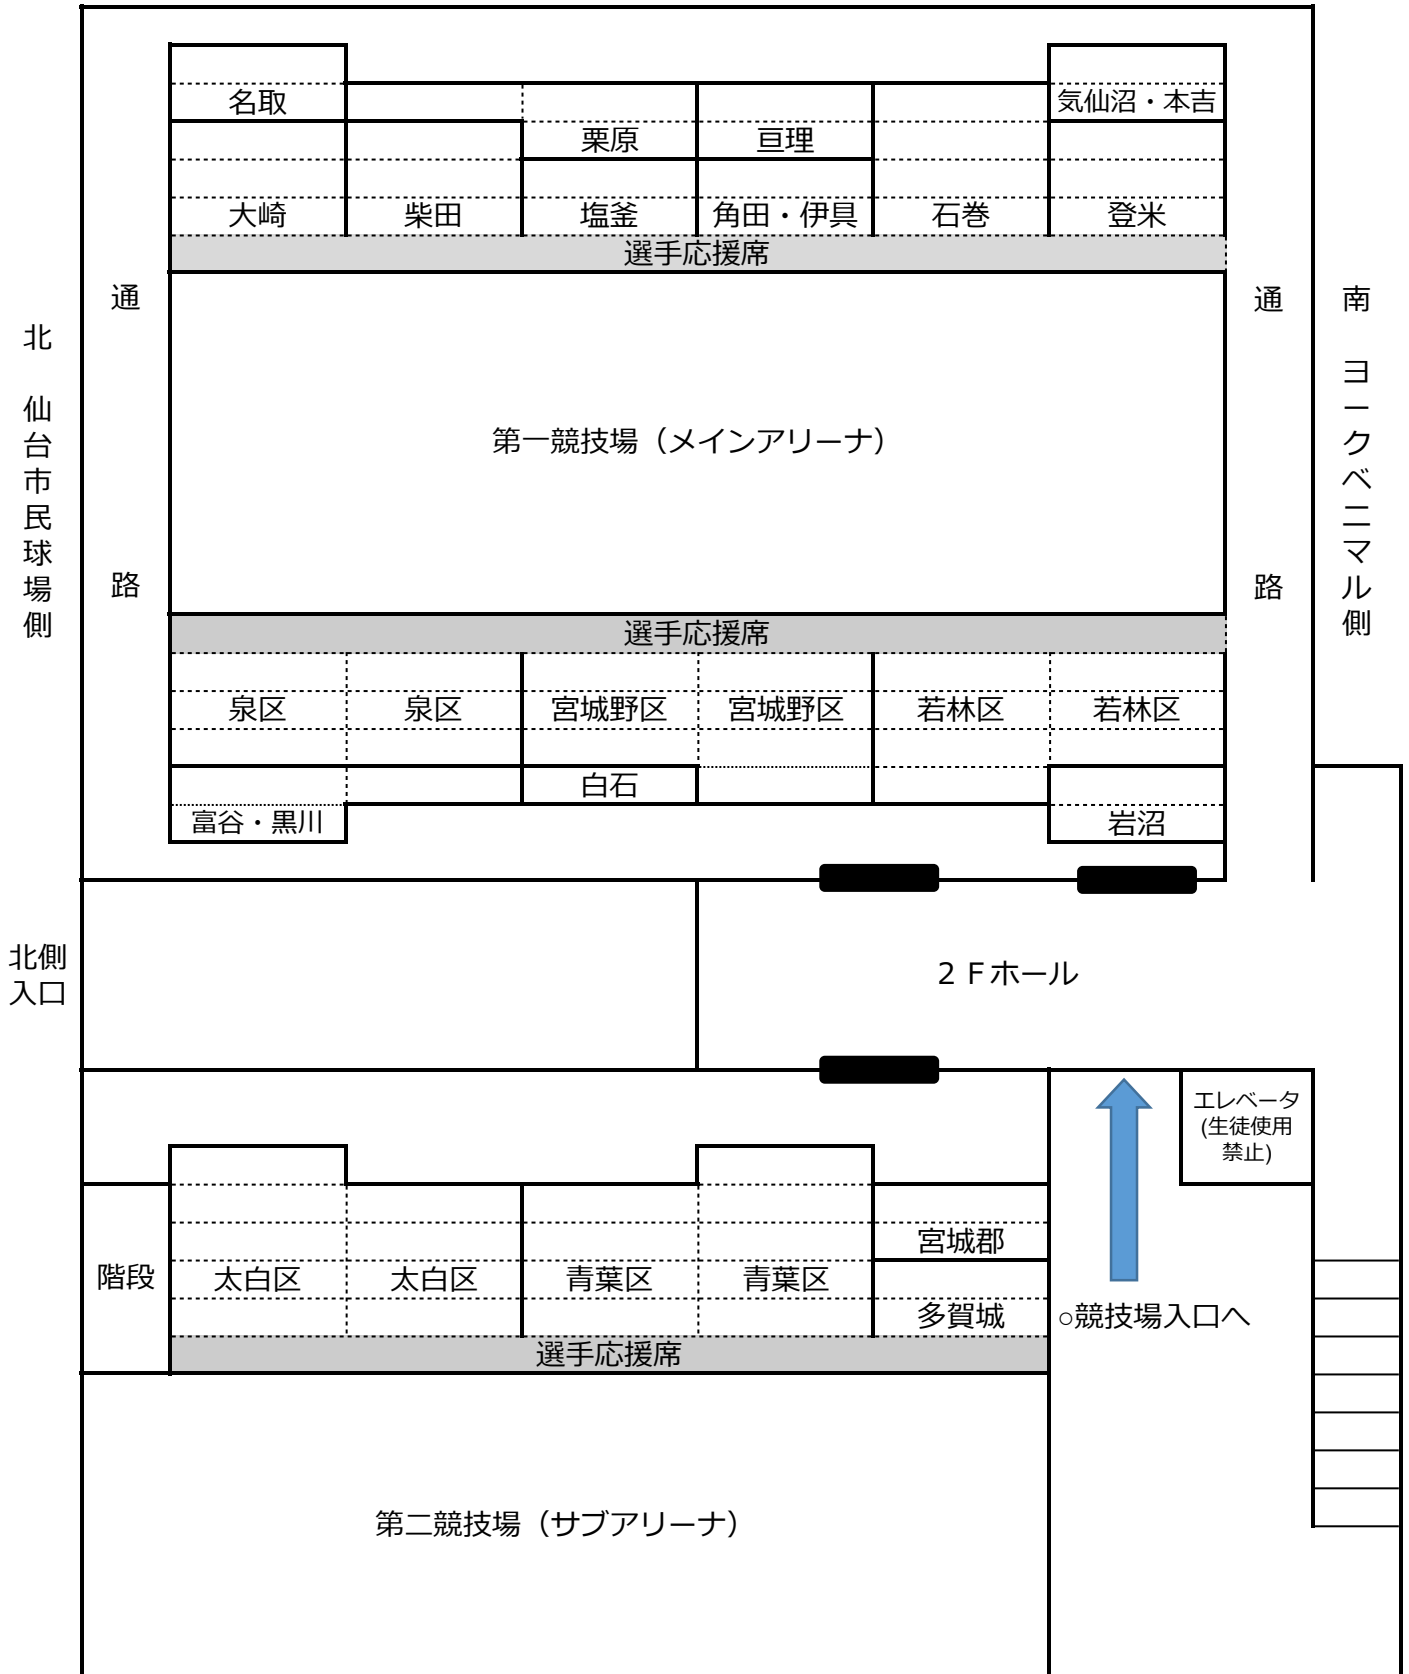 名取
気仙沼・本吉
栗原
亘理
大崎
柴田
塩釜
角田・伊具
石巻
登米
選手応援席
通路
通路
北 仙台市民球場側
南 ヨークベニマル側
第一競技場（メインアリーナ）
選手応援席
泉区
泉区
宮城野区
宮城野区
若林区
若林区
白石
富谷・黒川
岩沼
北側
入口
２Ｆホール
エレベータ
(生徒使用
禁止)
階段
太白区
太白区
青葉区
青葉区
宮城郡
多賀城
○競技場入口へ
選手応援席
第二競技場（サブアリーナ）